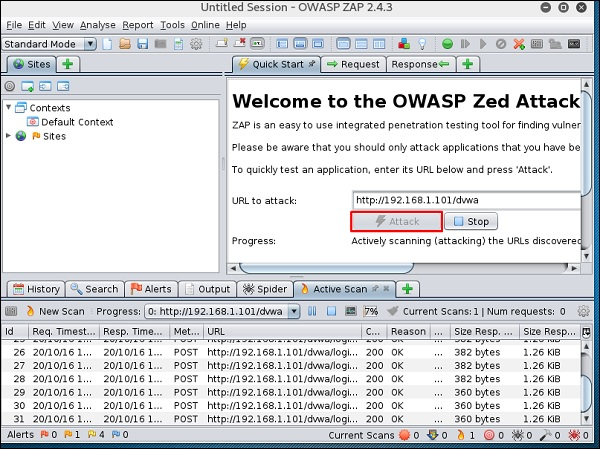 Untitled Session - OWASP ZAP 2.4.3
File Edit View Analyse Report Tools Online Help
Standard Mode
Sites
Quick Start Request Response
Contexts
Default Context
Sites
Welcome to the OWASP Zed Attack
ZAP is an easy to use integrated penetration testing tool for finding vulner
Please be aware that you should only attack applications that you have be
To quickly test an application, enter its URL below and press 'Attack'.
URL to attack: http://192.168.1.101/dvwa
Attack Stop
Progress: Actively scanning (attacking) the URLs discovered
History Search Alerts Output Spider Active Scan
New Scan Progress: 0: http://192.168.1.101/dvwa 7% Current Scans:1 Num requests: 0
Id Req. Timest... Resp. Time... Met... URL C... Reason ... Size Resp. ... Size Resp...
26 20/10/16 1... 20/10/16 1... POST http://192.168.1.101/dvwa/logi... 200 OK ... 382 bytes 1.26 KiB
27 20/10/16 1... 20/10/16 1... POST http://192.168.1.101/dvwa/logi... 200 OK ... 382 bytes 1.26 KiB
28 20/10/16 1... 20/10/16 1... POST http://192.168.1.101/dvwa/logi... 200 OK ... 382 bytes 1.26 KiB
29 20/10/16 1... 20/10/16 1... POST http://192.168.1.101/dvwa/logi... 200 OK ... 360 bytes 1.26 KiB
30 20/10/16 1... 20/10/16 1... POST http://192.168.1.101/dvwa/logi... 200 OK ... 360 bytes 1.26 KiB
31 20/10/16 1... 20/10/16 1... POST http://192.168.1.101/dvwa/logi... 200 OK ... 360 bytes 1.26 KiB
Alerts 0 1 4 0 Current Scans 0 0 1 0 0 0 0